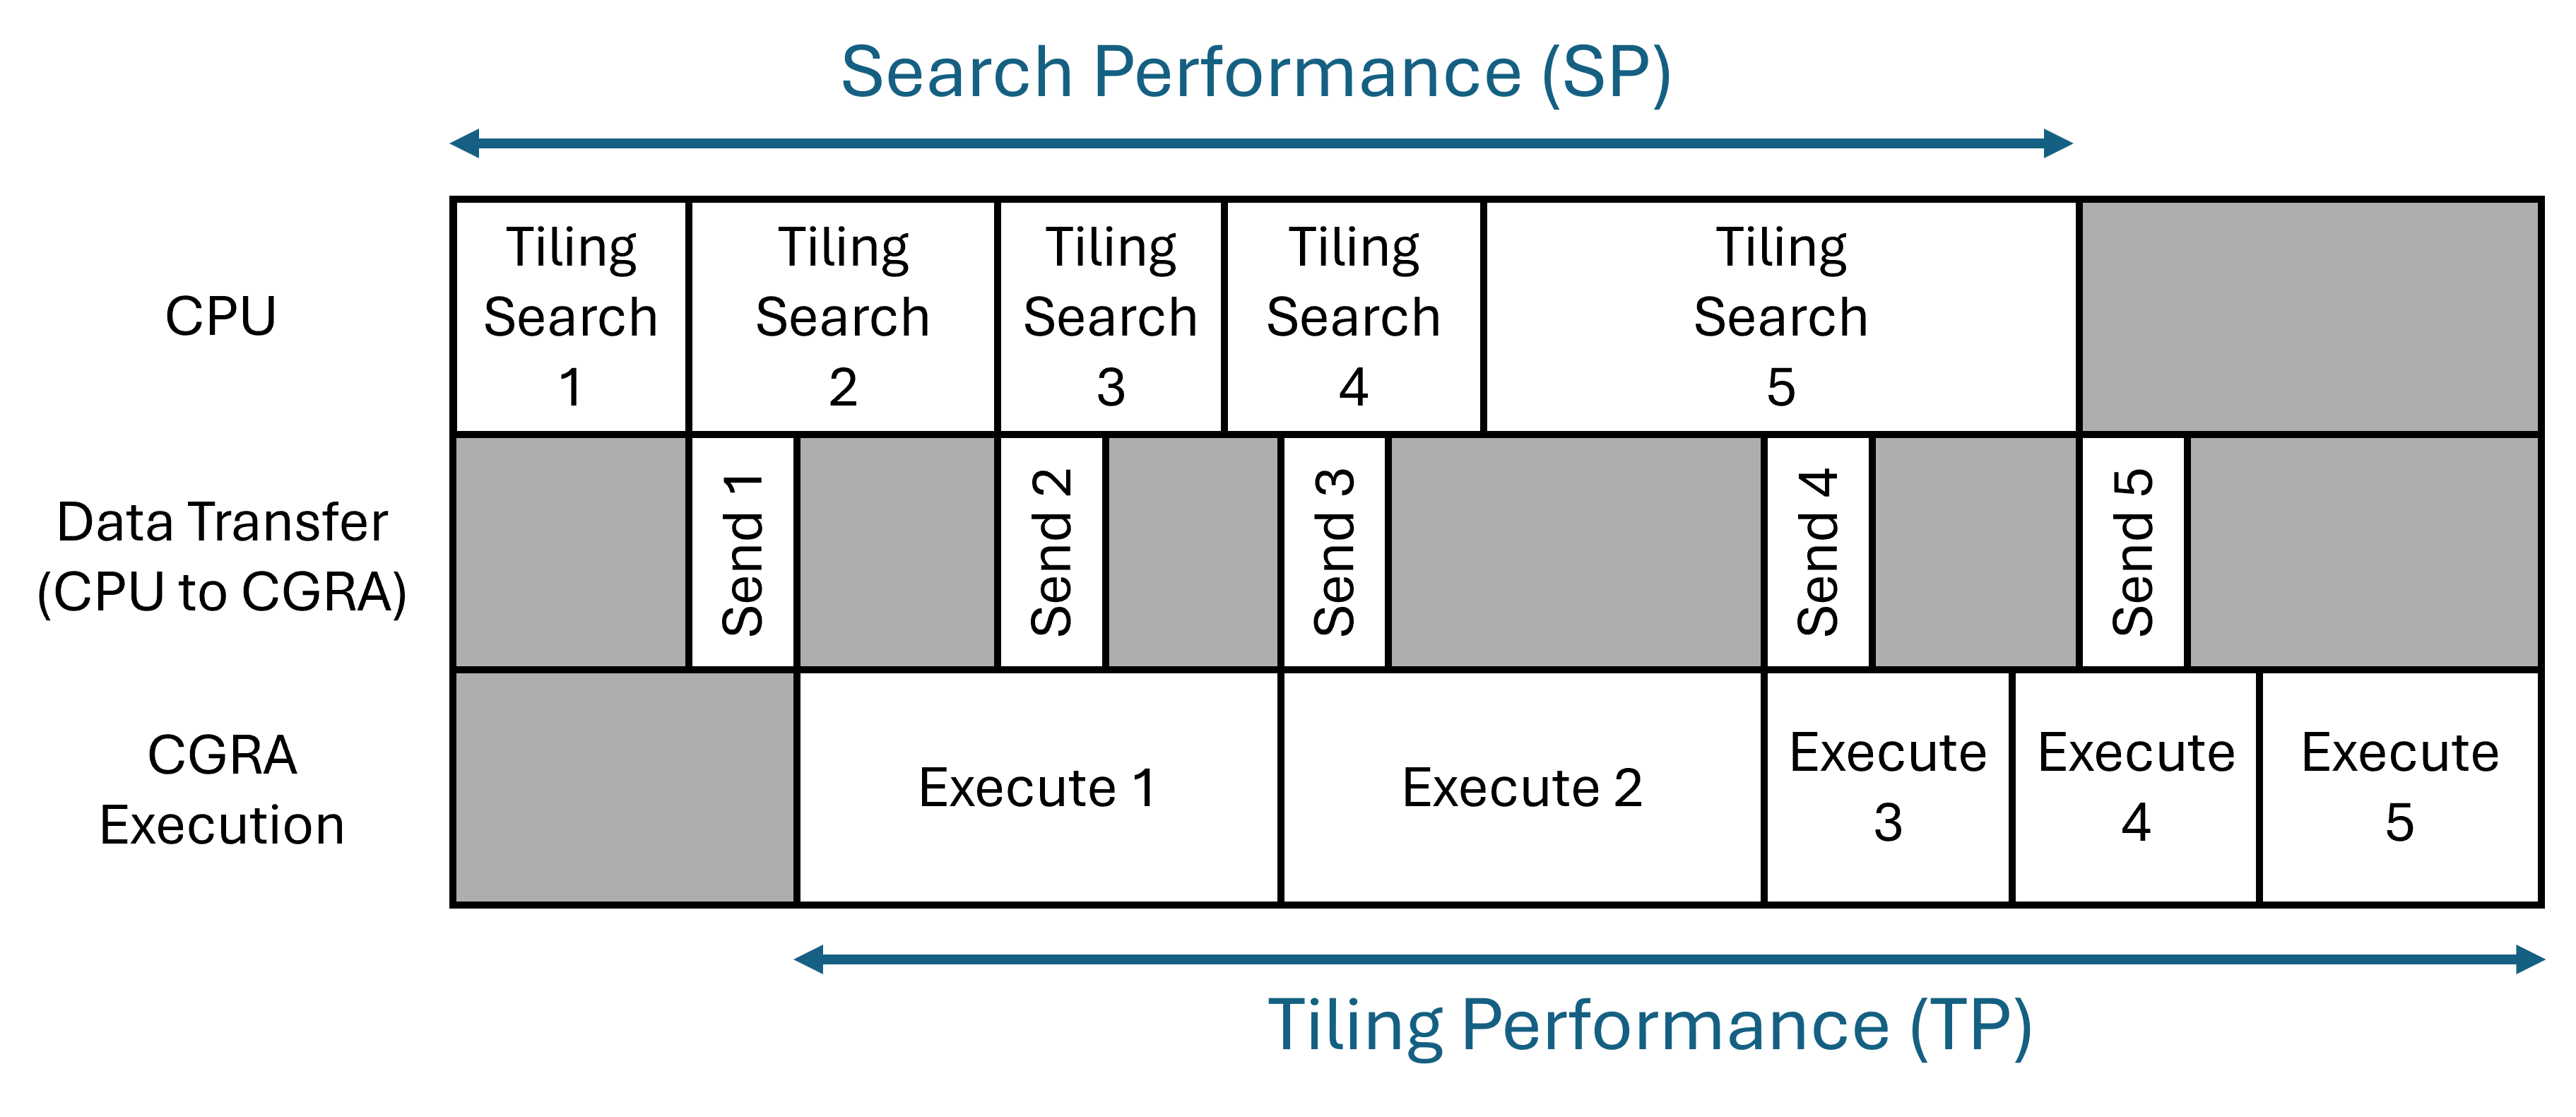 Search Performance (SP)
CPU
Tiling
Search
1
Tiling
Search
2
Tiling
Search
3
Tiling
Search
4
Tiling
Search
5
Data Transfer
(CPU to CGRA)
Send 1
Send 2
Send 3
Send 4
Send 5
CGRA
Execution
Execute 1
Execute 2
Execute
3
Execute
4
Execute
5
Tiling Performance (TP)